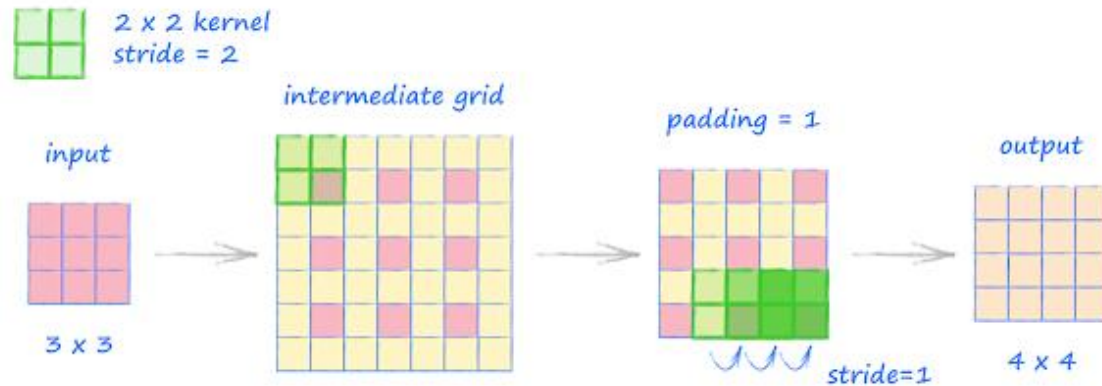 2 x 2 kernel
stride = 2
intermediate grid
padding = 1
input
output
3 x 3
stride=1
4 x 4